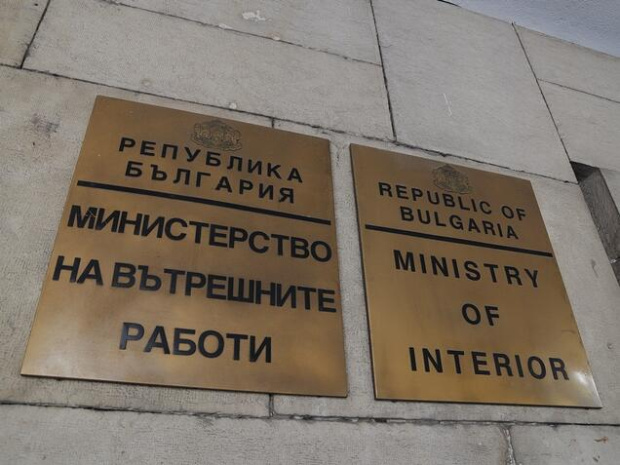 РЕПУБЛИКА
БЪЛГАРИЯ
МИНИСТЕРСТВО
НА ВЪТРЕШНИТЕ
РАБОТИ
REPUBLIC OF
BULGARIA
MINISTRY
OF
INTERIOR